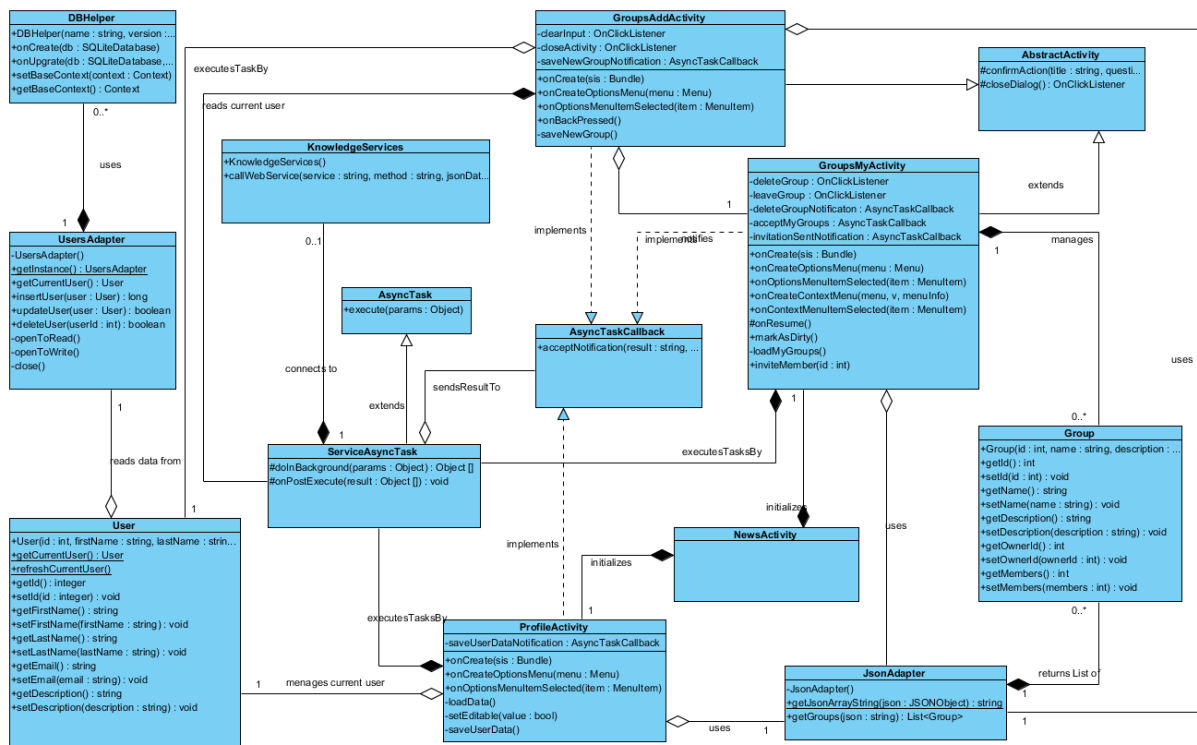 DBHelper
+DBHelper(name : string, version :...
+onCreate(db : SQLiteDatabase)
+onUpgrate(db : SQLiteDatabase,...
+setBaseContext(context : Context)
+getBaseContext() : Context
0..*
uses
1
UsersAdapter
-UsersAdapter()
+getInstance() : UsersAdapter
+getCurrentUser() : User
+insertUser(user : User) : long
+updateUser(user : User) : boolean
+deleteUser(userId : int) : boolean
-openToRead()
-openToWrite()
-close()
1
reads data from
1
User
+User(id : int, firstName : string, lastName : strin...
+getCurrentUser() : User
+refreshCurrentUser()
+getId() : integer
+setId(id : integer) : void
+getFirstName() : string
+setFirstName(firstName : string) : void
+getLastName() : string
+setLastName(lastName : string) : void
+getEmail() : string
+setEmail(email : string) : void
+getDescription() : string
+setDescription(description : string) : void
executesTaskBy
reads current user
KnowledgeServices
+KnowledgeServices()
+callWebService(service : string, method : string, jsonDat...
0..1
connects to
1
AsyncTask
+execute(params : Object)
extends
sendsResultTo
ServiceAsyncTask
#doInBackground(params : Object) : Object []
#onPostExecute(result : Object []) : void
executesTasksBy
1
menages current user
GroupsAddActivity
-clearInput : OnClickListener
-closeActivity : OnClickListener
-saveNewGroupNotification : AsyncTaskCallback
+onCreate(sis : Bundle)
+onCreateOptionsMenu(menu : Menu)
+onOptionsMenuItemSelected(item : MenuItem)
+onBackPressed()
-saveNewGroup()
implements
1
implements
notifies
AsyncTaskCallback
+acceptNotification(result : string, ...
executesTasksBy
implements
AbstractActivity
#confirmAction(title : string, questi...
#closeDialog() : OnClickListener
extends
GroupsMyActivity
-deleteGroup : OnClickListener
-leaveGroup : OnClickListener
-deleteGroupNotificaton : AsyncTaskCallback
-acceptMyGroups : AsyncTaskCallback
-invitationSentNotification : AsyncTaskCallback
+onCreate(sis : Bundle)
+onCreateOptionsMenu(menu : Menu)
+onOptionsMenuItemSelected(item : MenuItem)
+onCreateContextMenu(menu, v, menuInfo)
+onContextMenuItemSelected(item : MenuItem)
#onResume()
+markAsDirty()
-loadMyGroups()
+inviteMember(id : int)
manages
1
uses
1
0..*
Group
+Group(id : int, name : string, description : ...
+getId() : int
+setId(id : int) : void
+getName() : string
+setName(name : string) : void
+getDescription() : string
+setDescription(description : string) : void
+getOwnerId() : int
+setOwnerId(ownerId : int) : void
+getMembers() : int
+setMembers(members : int) : void
0..*
initializes
uses
NewsActivity
initializes
1
ProfileActivity
-saveUserDataNotification : AsyncTaskCallback
+onCreate(sis : Bundle)
+onCreateOptionsMenu(menu : Menu)
+onOptionsMenuItemSelected(item : MenuItem)
-loadData()
-setEditable(value : bool)
-saveUserData()
uses
1
JsonAdapter
-JsonAdapter()
+getJsonArrayString(json : JSONObject) : string
+getGroups(json : string) : List<Group>
returns List of
1
1